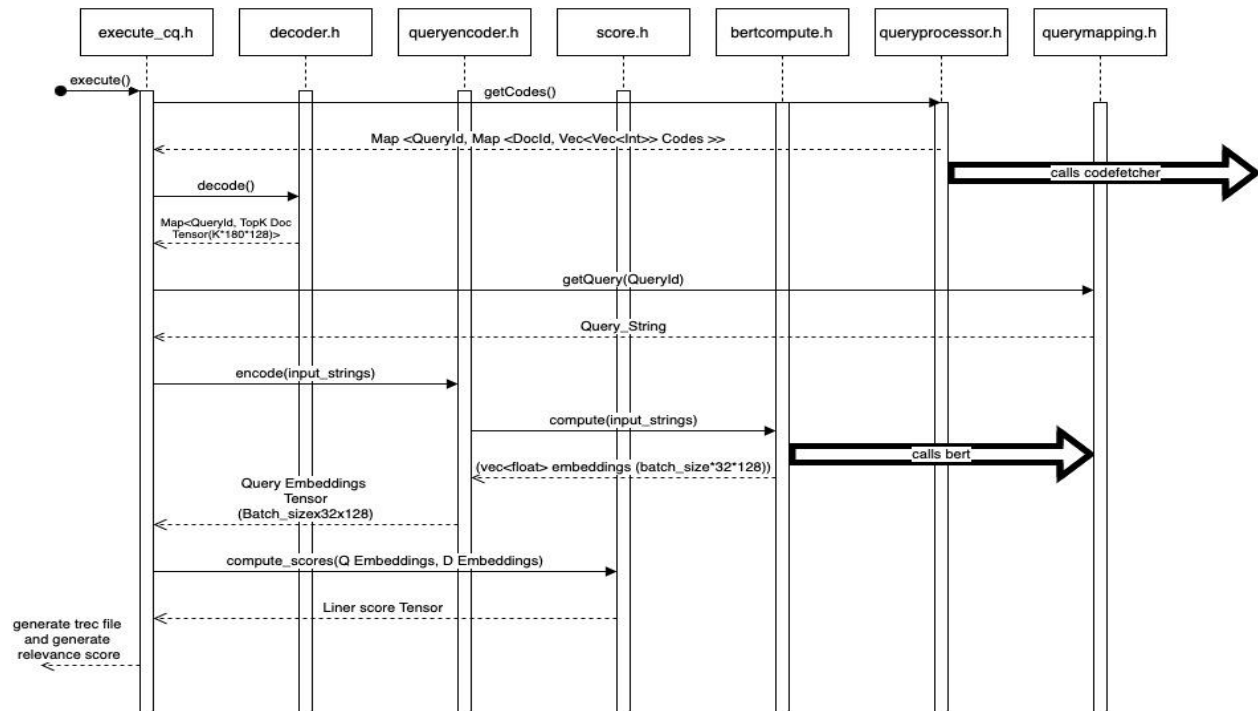 execute_cq.h
decoder.h
queryencoder.h
score.h
bertcompute.h
queryprocessor.h
querymapping.h
execute()
getCodes()
Map <QueryId, Map <DocId, Vec<Vec<Int>> Codes >>
calls codefetcher
decode()
Map<QueryId, TopK Doc
Tensor(K*180*128)>
getQuery(QueryId)
Query_String
encode(input_strings)
compute(input_strings)
calls bert
(vec<float> embeddings (batch_size*32*128))
Query Embeddings
Tensor
(Batch_sizex32x128)
compute_scores(Q Embeddings, D Embeddings)
Liner score Tensor
generate trec file
and generate
relevance score